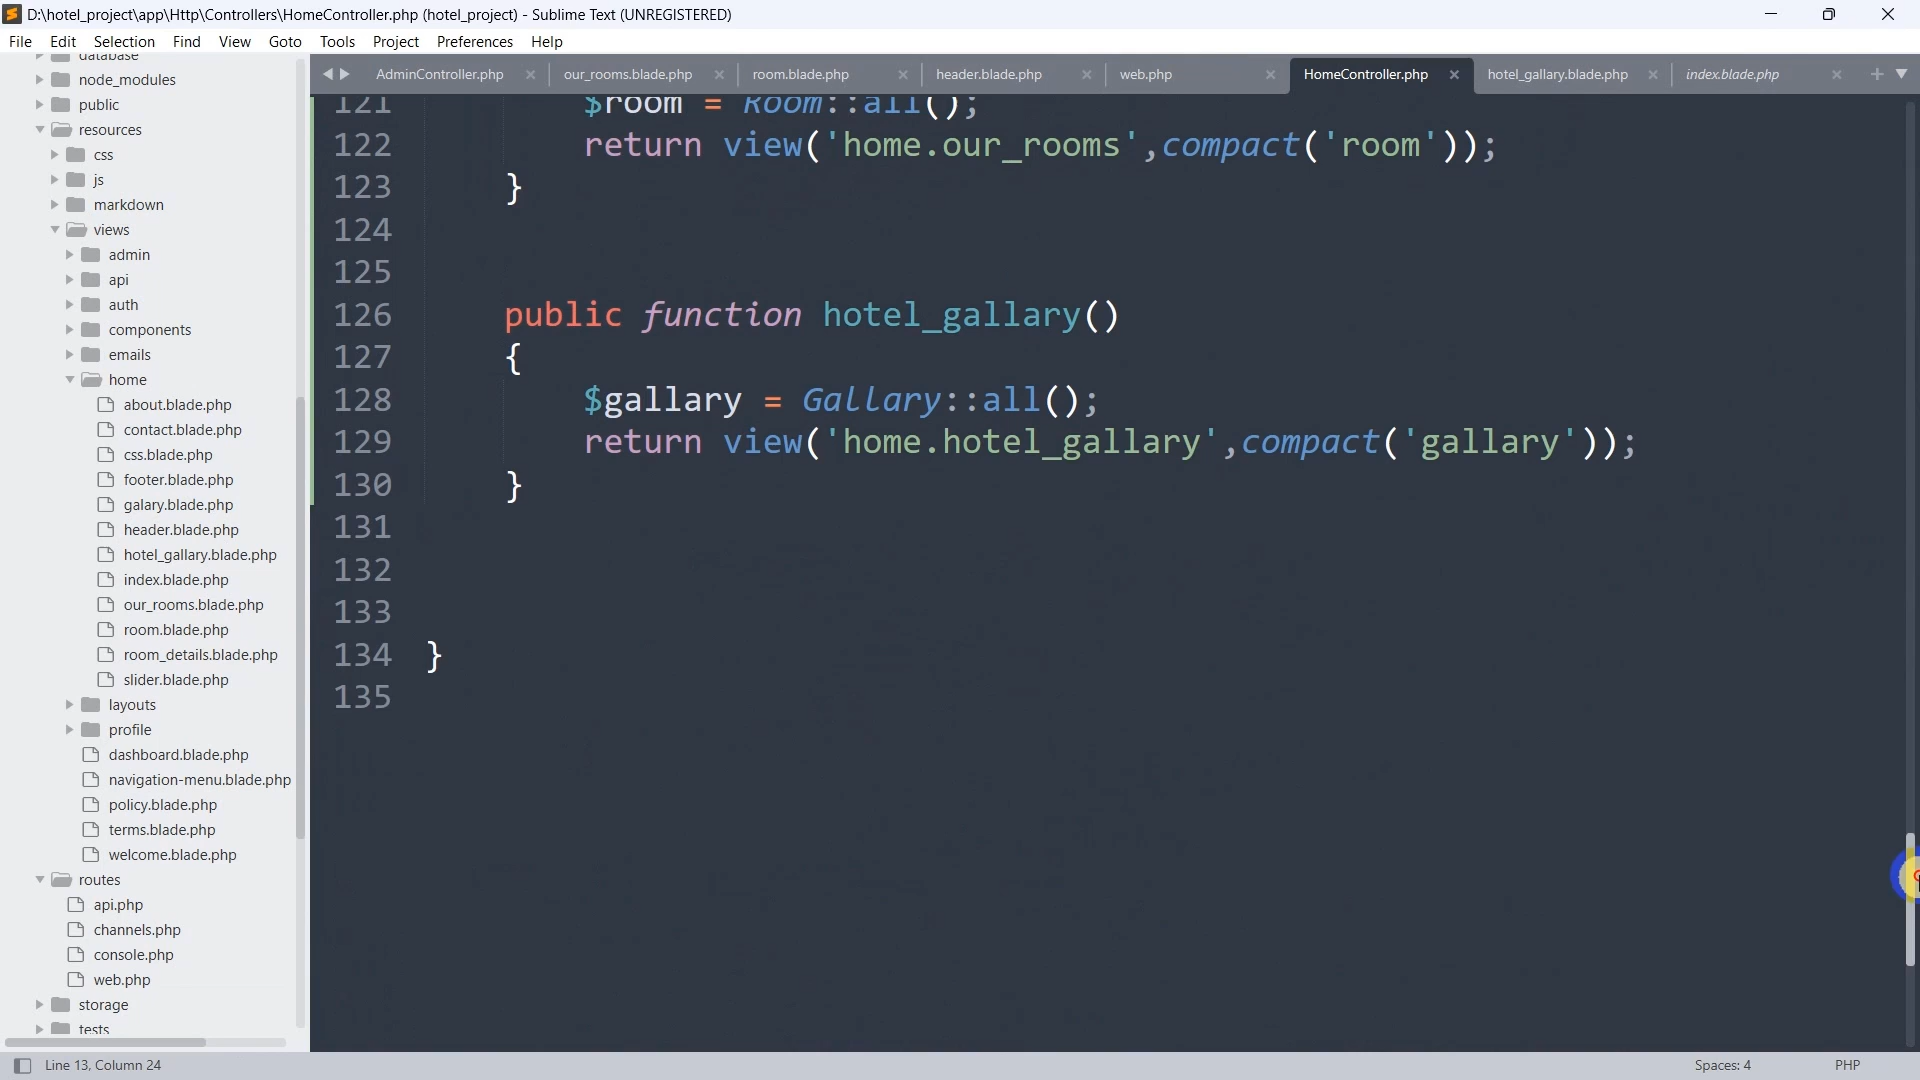 D:\hotel_project\app\Http\Controllers\HomeController.php (hotel_project) - Sublime Text (UNREGISTERED)
File Edit Selection Find View Goto Tools Project Preferences Help
AdminController.php our_rooms.blade.php room.blade.php header.blade.php web.php HomeController.php hotel_gallary.blade.php index.blade.php
database
node_modules
public
resources
css
js
markdown
views
admin
api
auth
components
emails
home
about.blade.php
contact.blade.php
css.blade.php
footer.blade.php
galary.blade.php
header.blade.php
hotel_gallary.blade.php
index.blade.php
our_rooms.blade.php
room.blade.php
room_details.blade.php
slider.blade.php
layouts
profile
dashboard.blade.php
navigation-menu.blade.php
policy.blade.php
terms.blade.php
welcome.blade.php
routes
api.php
channels.php
console.php
web.php
storage
tests
121 $room = Room::all();
122 return view('home.our_rooms',compact('room'));
123 }
124
125
126 public function hotel_gallary()
127 {
128 $gallary = Gallary::all();
129 return view('home.hotel_gallary',compact('gallary'));
130 }
131
132
133
134 }
135
Line 13, Column 24 Spaces: 4 PHP